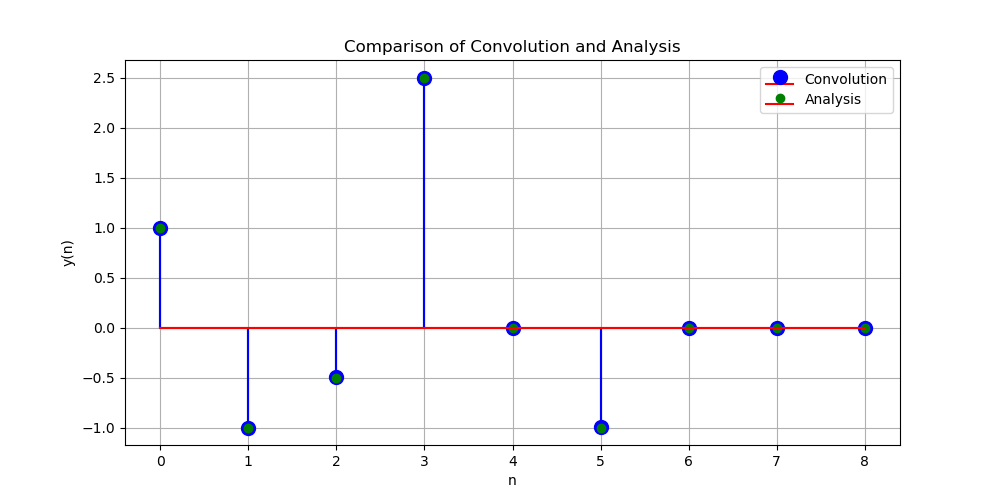 Comparison of Convolution and Analysis
Convolution
Analysis
2.5
2.0
1.5
1.0
0.5
0.0
−0.5
−1.0
y(n)
0 1 2 3 4 5 6 7 8
n